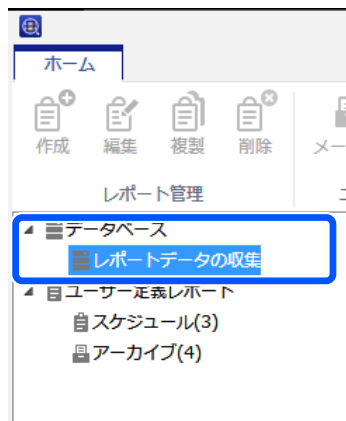 ホーム
作成 編集 複製 削除 メー
レポート管理
データベース
レポートデータの収集
ユーザー定義レポート
スケジュール(3)
アーカイブ(4)